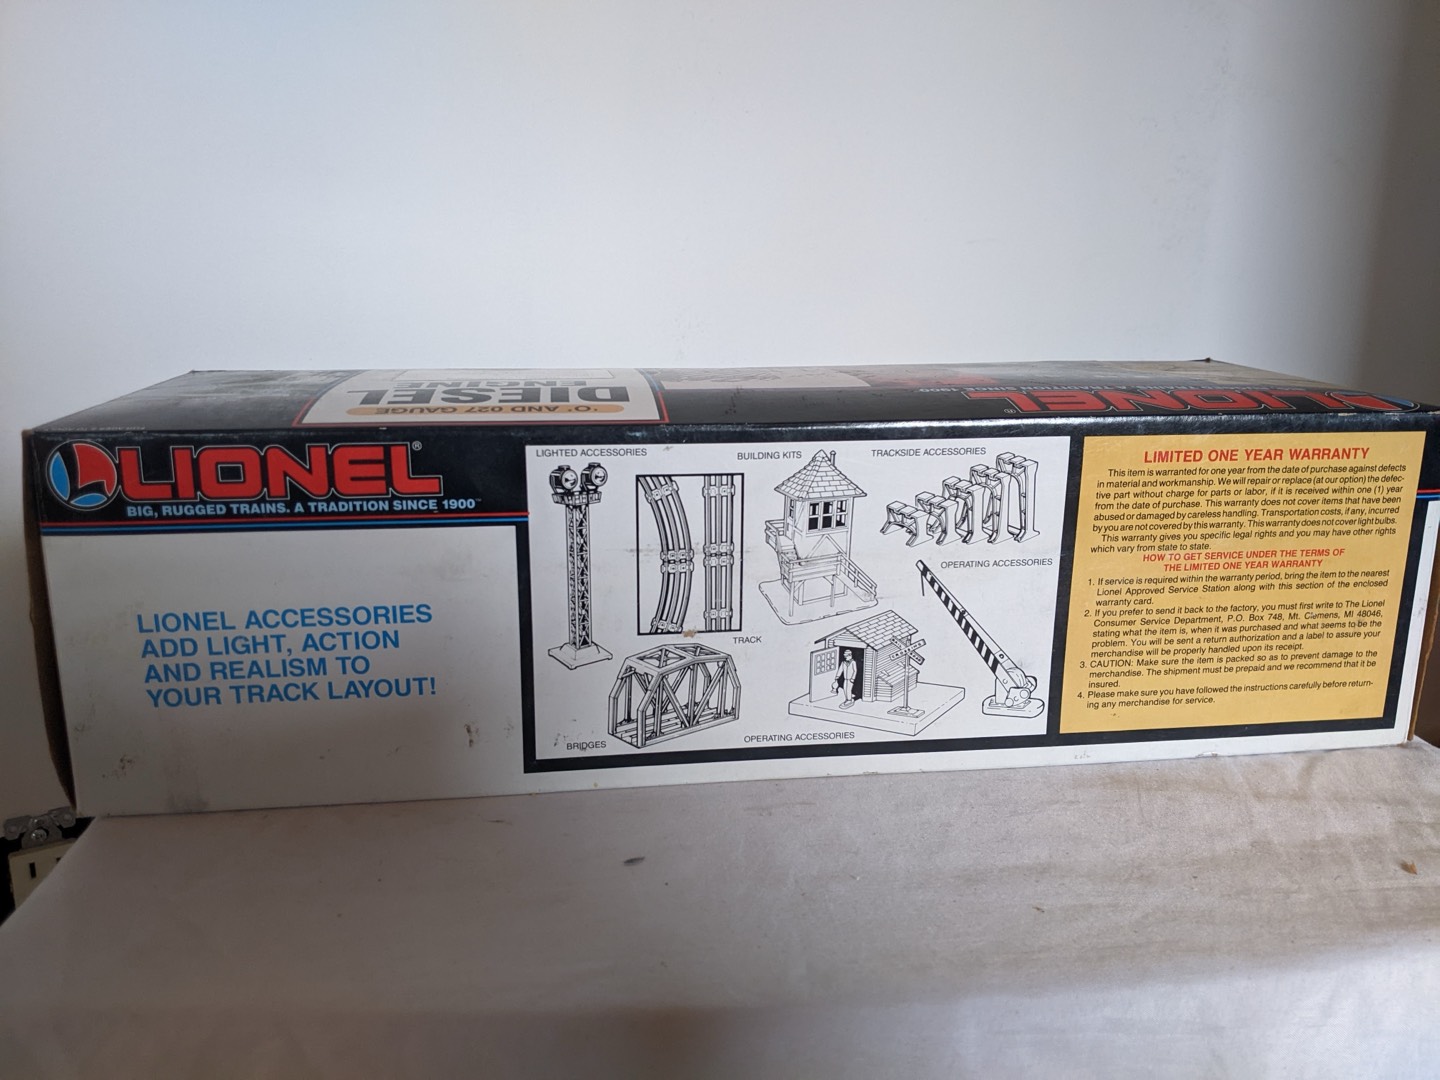 'O' AND 027 GAUGE
DIESEL
ENGINE
LIONEL®
LIONEL®
BIG, RUGGED TRAINS. A TRADITION SINCE 1900™
LIONEL ACCESSORIES
ADD LIGHT, ACTION
AND REALISM TO
YOUR TRACK LAYOUT!
LIGHTED ACCESSORIES
BUILDING KITS
TRACKSIDE ACCESSORIES
OPERATING ACCESSORIES
TRACK
BRIDGES
OPERATING ACCESSORIES
LIMITED ONE YEAR WARRANTY
This item is warranted for one year from the date of purchase against defects
in material and workmanship. We will repair or replace (at our option) the defec-
tive part without charge for parts or labor, if it is received within one (1) year
from the date of purchase. This warranty does not cover items that have been
abused or damaged by careless handling. Transportation costs, if any, incurred
by you are not covered by this warranty. This warranty does not cover light bulbs.
This warranty gives you specific legal rights and you may have other rights
which vary from state to state.
HOW TO GET SERVICE UNDER THE TERMS OF
THE LIMITED ONE YEAR WARRANTY
1. If service is required within the warranty period, bring the item to the nearest
Lionel Approved Service Station along with this section of the enclosed
warranty card.
2. If you prefer to send it back to the factory, you must first write to The Lionel
Consumer Service Department, P.O. Box 748, Mt. Clemens, MI 48046,
stating what the item is, when it was purchased and what seems to be the
problem. You will be sent a return authorization and a label to assure your
merchandise will be properly handled upon its receipt.
3. CAUTION: Make sure the item is packed so as to prevent damage to the
merchandise. The shipment must be prepaid and we recommend that it be
insured.
4. Please make sure you have followed the instructions carefully before return-
ing any merchandise for service.